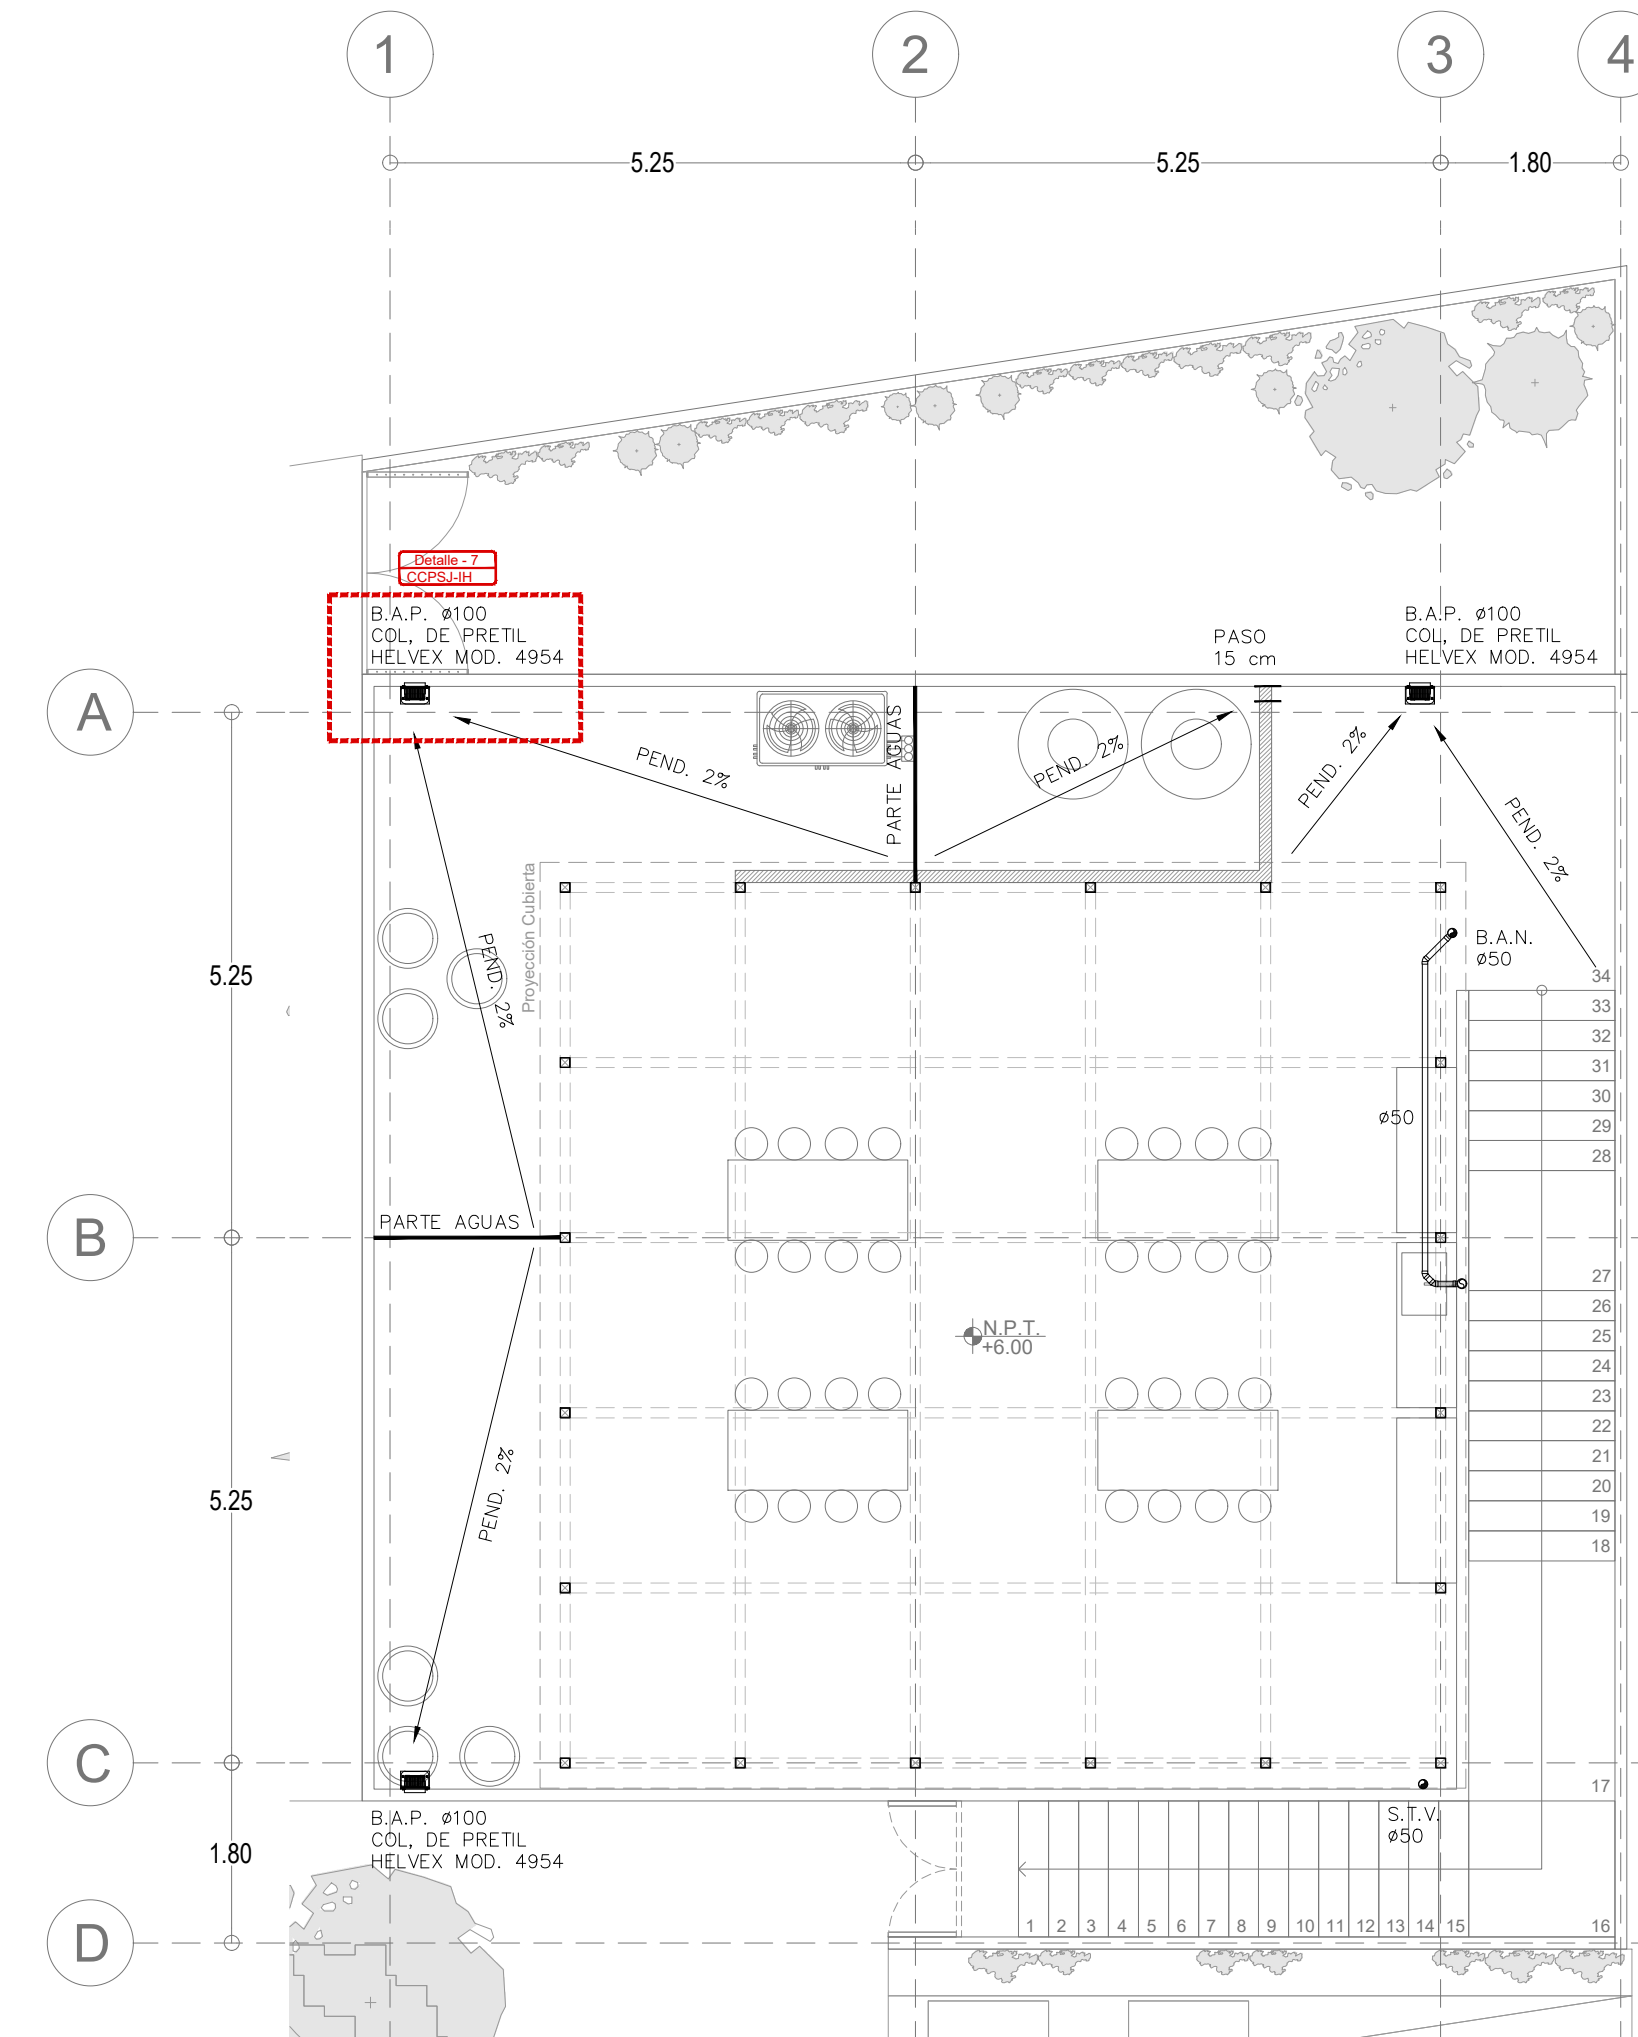 1
2
3
4
5.25
5.25
1.80
Detalle - 7
CCPSJ-IH
B.A.P. ø100
COL, DE PRETIL
HELVEX MOD. 4954
PASO
15 cm
B.A.P. ø100
COL, DE PRETIL
HELVEX MOD. 4954
A
PEND. 2%
PARTE AGUAS
PEND. 2%
PEND. 2%
PEND. 2%
Proyección Cubierta
PEND. 2%
B.A.N.
ø50
5.25
34
33
32
31
30
29
28
ø50
B
PARTE AGUAS
27
26
25
24
23
22
21
20
19
18
N.P.T.
+6.00
5.25
PEND. 2%
C
17
B.A.P. ø100
COL, DE PRETIL
HELVEX MOD. 4954
S.T.V.
ø50
1.80
1 2 3 4 5 6 7 8 9 10 11 12 13 14 15 16
D